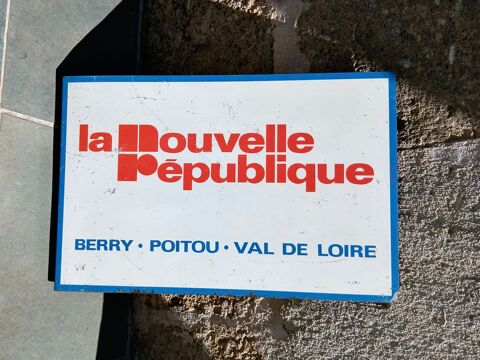 la nouvelle
république
BERRY · POITOU · VAL DE LOIRE